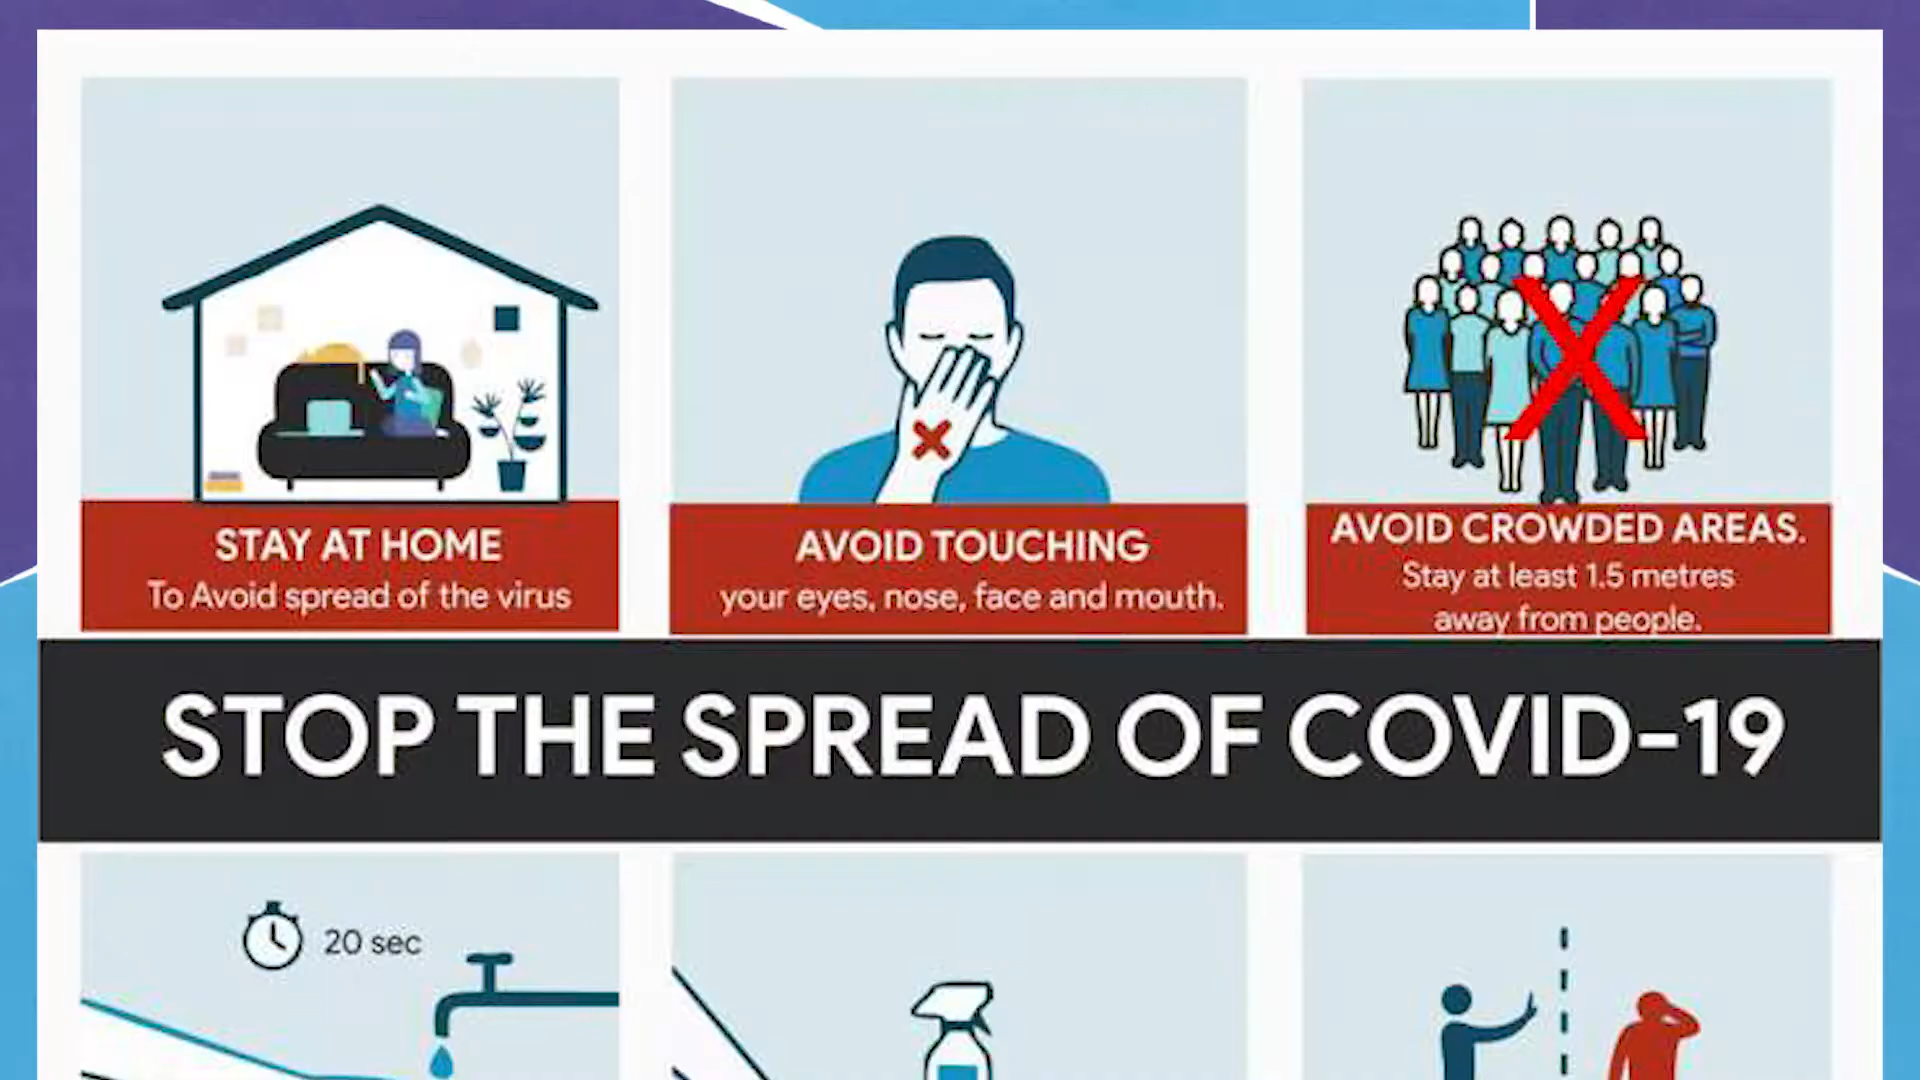 STAY AT HOME
To Avoid spread of the virus
AVOID TOUCHING
your eyes, nose, face and mouth.
AVOID CROWDED AREAS.
Stay at least 1.5 metres
away from people.
STOP THE SPREAD OF COVID-19
20 sec